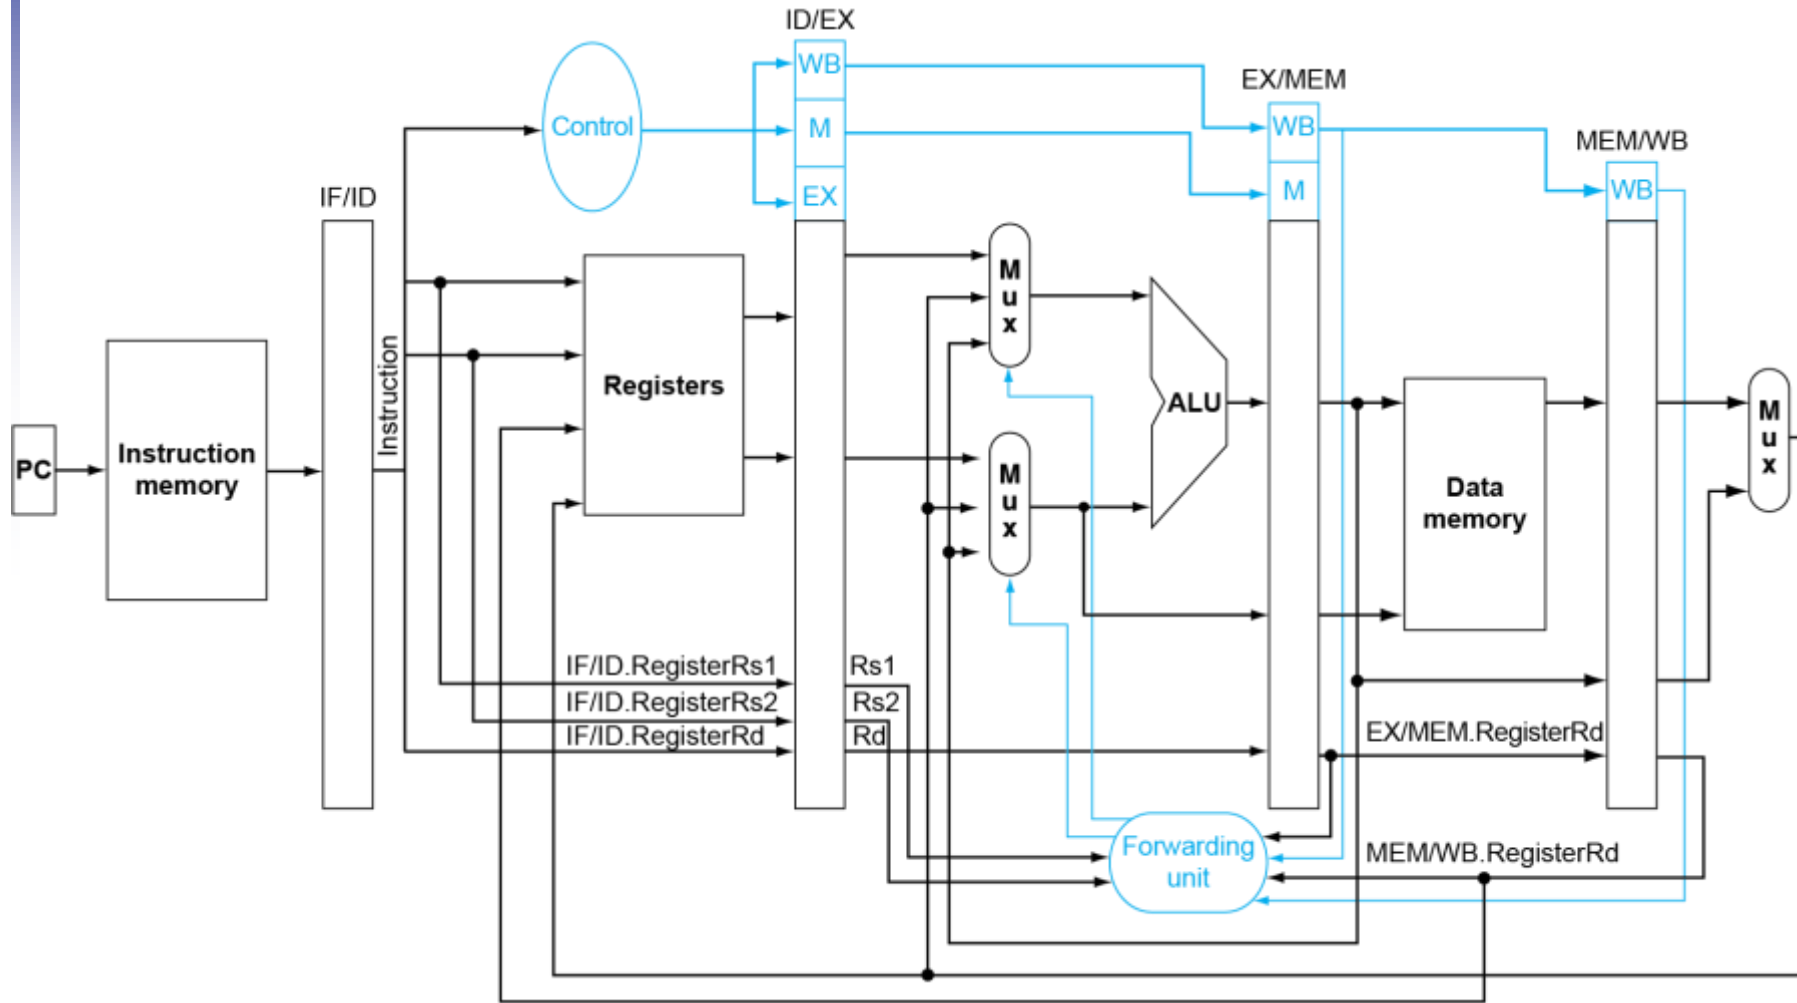 ID/EX
WB
EX/MEM
Control
M
WB
MEM/WB
IF/ID
EX
M
WB
M
u
x
Registers
Instruction
ALU
M
u
x
PC
Instruction
memory
M
u
x
Data
memory
IF/ID.RegisterRs1
Rs1
IF/ID.RegisterRs2
Rs2
IF/ID.RegisterRd
Rd
EX/MEM.RegisterRd
Forwarding
unit
MEM/WB.RegisterRd